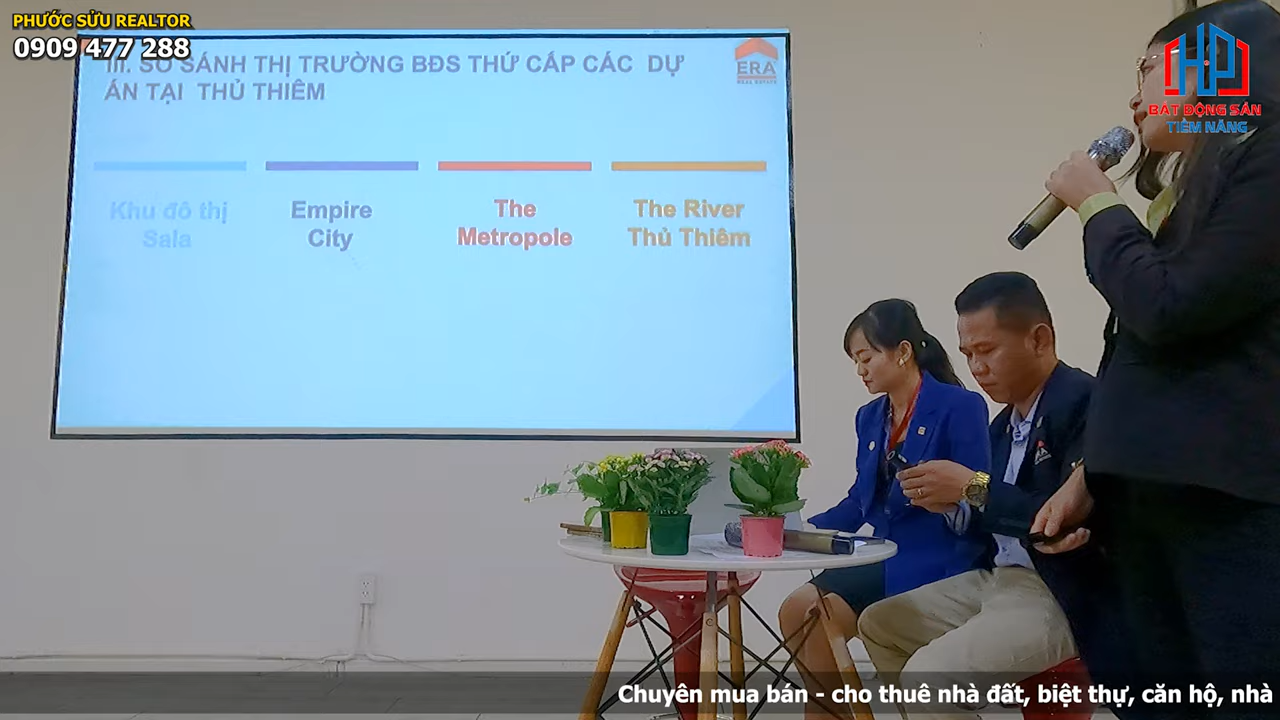 PHƯỚC SỬU REALTOR
0909 477 288
III. SO SÁNH THỊ TRƯỜNG BĐS THỨ CẤP CÁC DỰ
ÁN TẠI THỦ THIÊM
ERA
REAL ESTATE
Khu đô thị
Sala
Empire
City
The
Metropole
The River
Thủ Thiêm
BẤT ĐỘNG SẢN
TIỀM NĂNG
Chuyên mua bán - cho thuê nhà đất, biệt thự, căn hộ, nhà